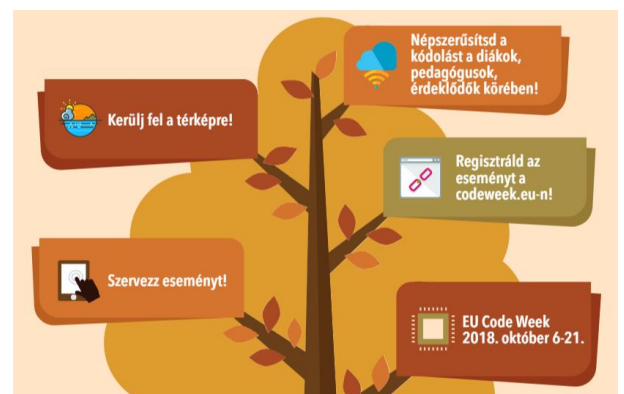 Népszerűsítsd a
kódolást a diákok,
pedagógusok,
érdeklődők körében!
Kerülj fel a térképre!
Regisztráld az
eseményt a
codeweek.eu-n!
Szervezz eseményt!
EU Code Week
2018. október 6-21.